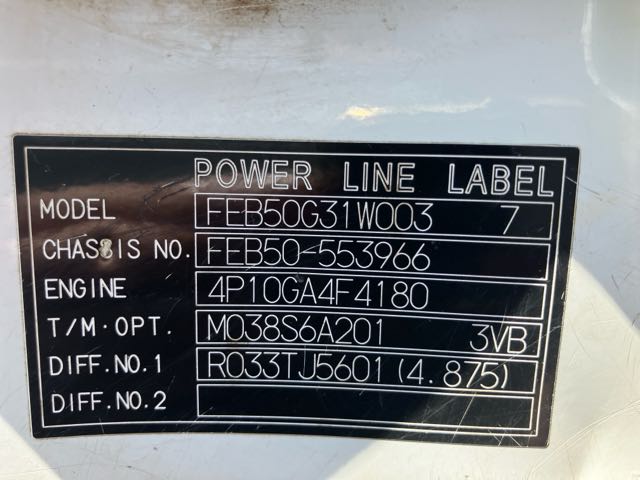 POWER LINE LABEL
MODEL FEB50G31W003 7
CHASSIS NO. FEB50-553966
ENGINE 4P10GA4F4180
T/M·OPT. M038S6A201 3VB
DIFF.NO.1 R033TJ5601(4.875)
DIFF.NO.2